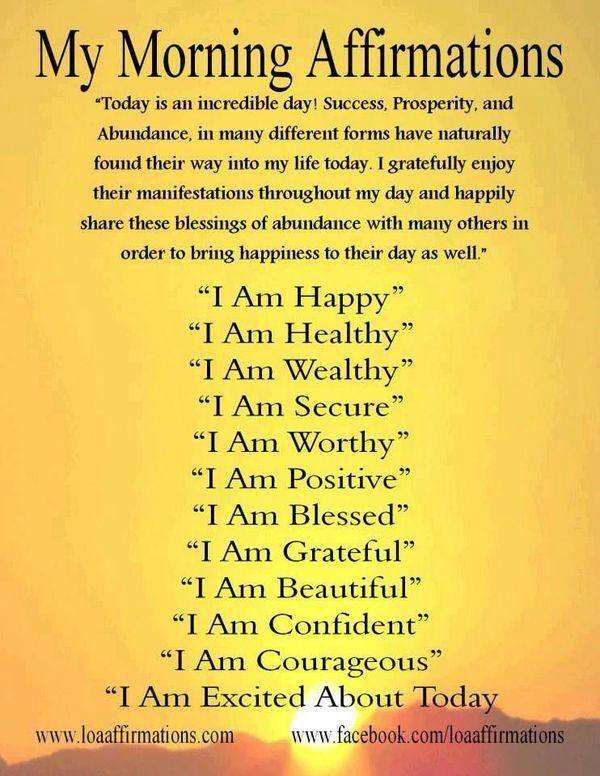 My Morning Affirmations
"Today is an incredible day! Success, Prosperity, and
Abundance, in many different forms have naturally
found their way into my life today. I gratefully enjoy
their manifestations throughout my day and happily
share these blessings of abundance with many others in
order to bring happiness to their day as well."
“I Am Happy”
“I Am Healthy”
“I Am Wealthy”
“I Am Secure”
“I Am Worthy”
“I Am Positive”
“I Am Blessed”
“I Am Grateful”
“I Am Beautiful”
“I Am Confident”
“I Am Courageous”
“I Am Excited About Today
www.loaaffirmations.com www.facebook.com/loaaffirmations